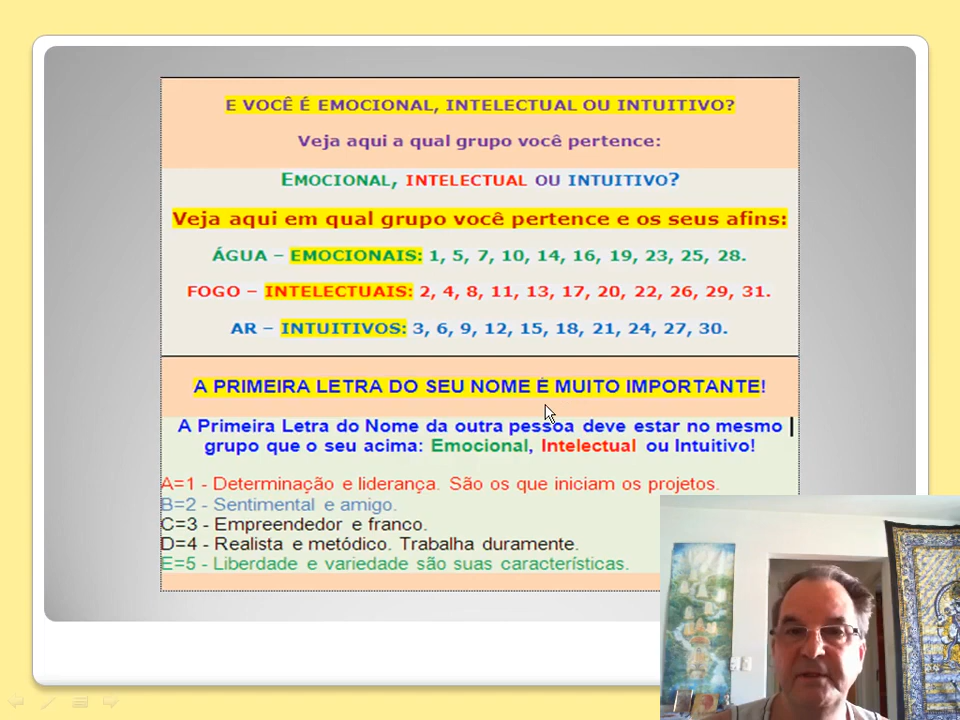 E VOCÊ É EMOCIONAL, INTELECTUAL OU INTUITIVO?
Veja aqui a qual grupo você pertence:
EMOCIONAL, INTELECTUAL OU INTUITIVO?
Veja aqui em qual grupo você pertence e os seus afins:
ÁGUA – EMOCIONAIS: 1, 5, 7, 10, 14, 16, 19, 23, 25, 28.
FOGO – INTELECTUAIS: 2, 4, 8, 11, 13, 17, 20, 22, 26, 29, 31.
AR – INTUITIVOS: 3, 6, 9, 12, 15, 18, 21, 24, 27, 30.
A PRIMEIRA LETRA DO SEU NOME É MUITO IMPORTANTE!
A Primeira Letra do Nome da outra pessoa deve estar no mesmo
grupo que o seu acima: Emocional, Intelectual ou Intuitivo!
A=1 - Determinação e liderança. São os que iniciam os projetos.
B=2 - Sentimental e amigo.
C=3 - Empreendedor e franco.
D=4 - Realista e metódico. Trabalha duramente.
E=5 - Liberdade e variedade são suas características.